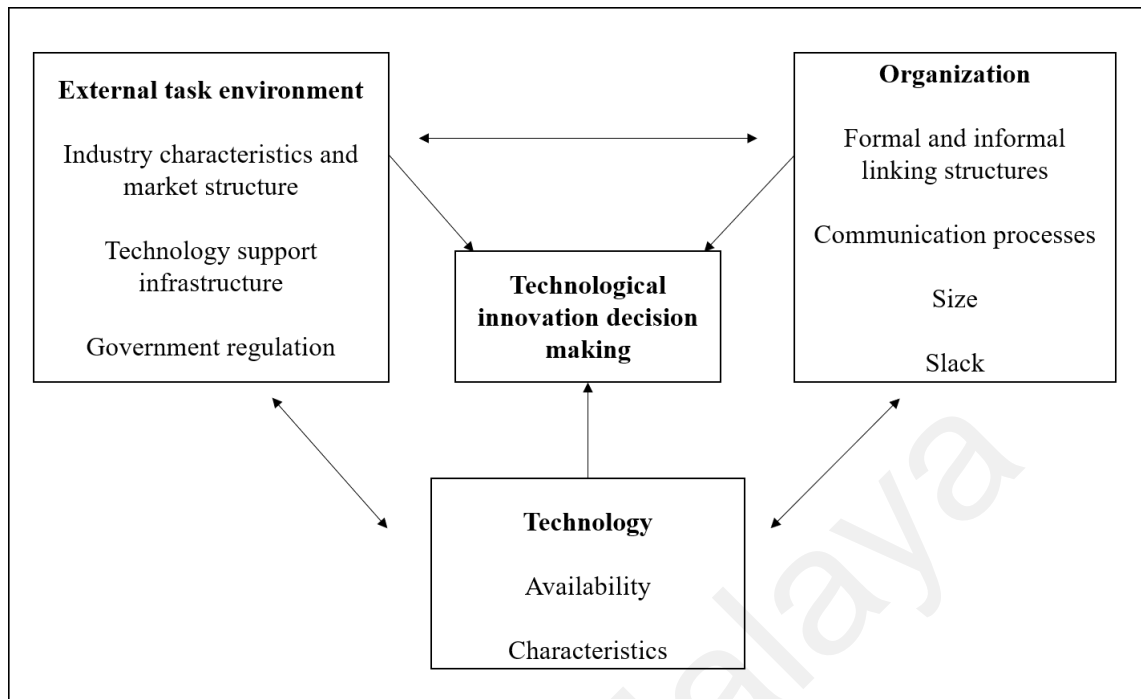 External task environment
Industry characteristics and
market structure
Technology support
infrastructure
Government regulation
Organization
Formal and informal
linking structures
Communication processes
Size
Slack
Technological
innovation decision
making
Technology
Availability
Characteristics
alaya